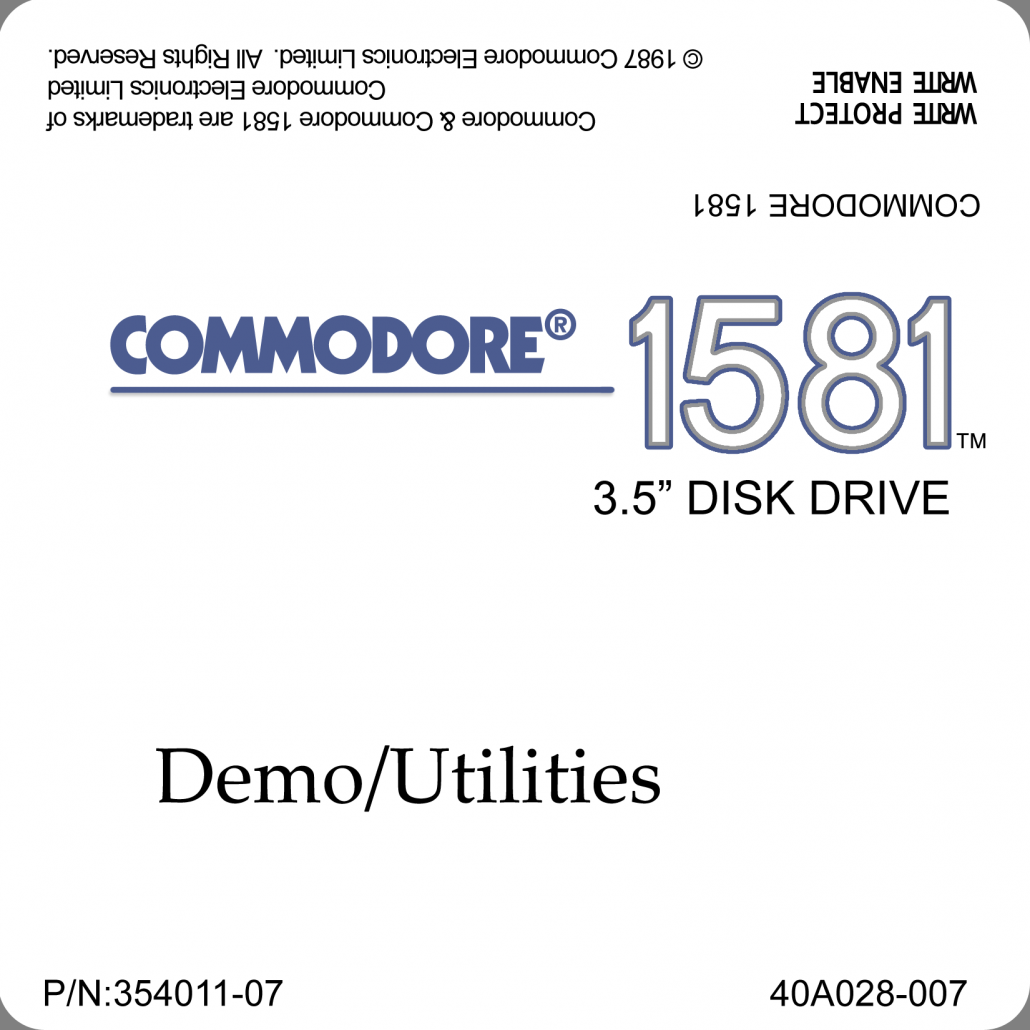 COMMODORE 1581
WRITE PROTECT
WRITE ENABLE
Commodore & Commodore 1581 are trademarks of
Commodore Electronics Limited
© 1987 Commodore Electronics Limited. All Rights Reserved.
COMMODORE® 1581™
3.5” DISK DRIVE
Demo/Utilities
P/N:354011-07 40A028-007